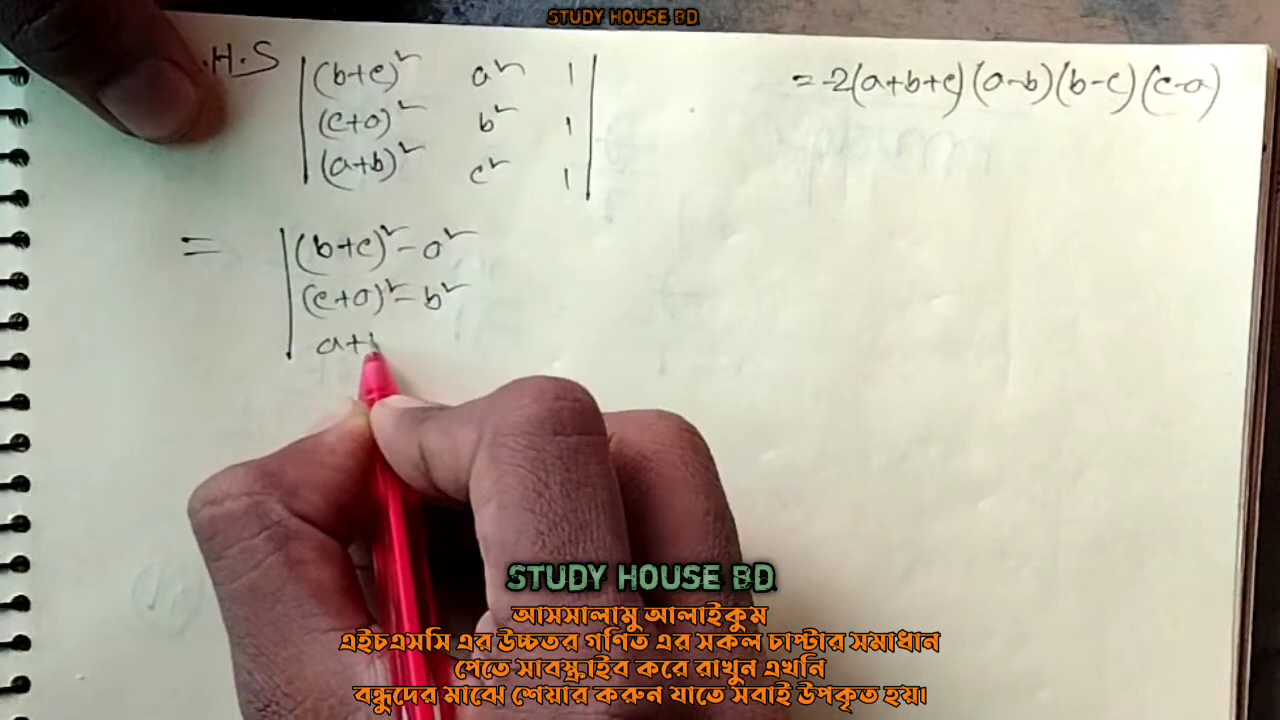 STUDY HOUSE BD
.H.S | (b+c)² a² 1 | = -2(a+b+c)(a-b)(b-c)(c-a)
| (c+a)² b² 1 |
| (a+b)² c² 1 |
= | (b+c)² - a²
| (c+a)² - b²
| a+
STUDY HOUSE BD
আসসালামু আলাইকুম
এইচএসসি এর উচ্চতর গণিত এর সকল চাপ্টার সমাধান
পেতে সাবস্ক্রাইব করে রাখুন এখনি
বন্ধুদের মাঝে শেয়ার করুন যাতে সবাই উপকৃত হয়।